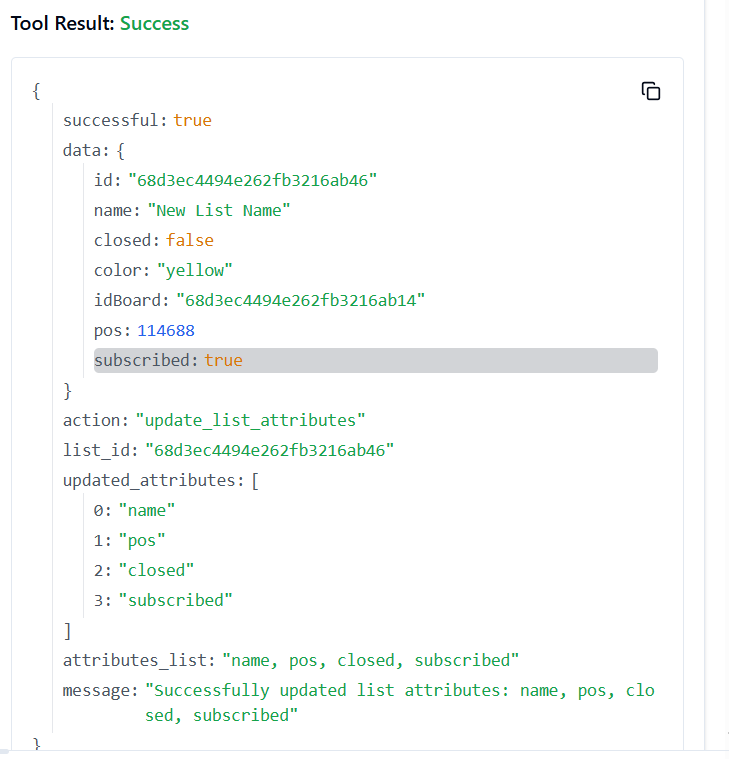 Tool Result: Success
{
successful: true
data: {
id: "68d3ec4494e262fb3216ab46"
name: "New List Name"
closed: false
color: "yellow"
idBoard: "68d3ec4494e262fb3216ab14"
pos: 114688
subscribed: true
}
action: "update_list_attributes"
list_id: "68d3ec4494e262fb3216ab46"
updated_attributes: [
0: "name"
1: "pos"
2: "closed"
3: "subscribed"
]
attributes_list: "name, pos, closed, subscribed"
message: "Successfully updated list attributes: name, pos, clo
sed, subscribed"
}